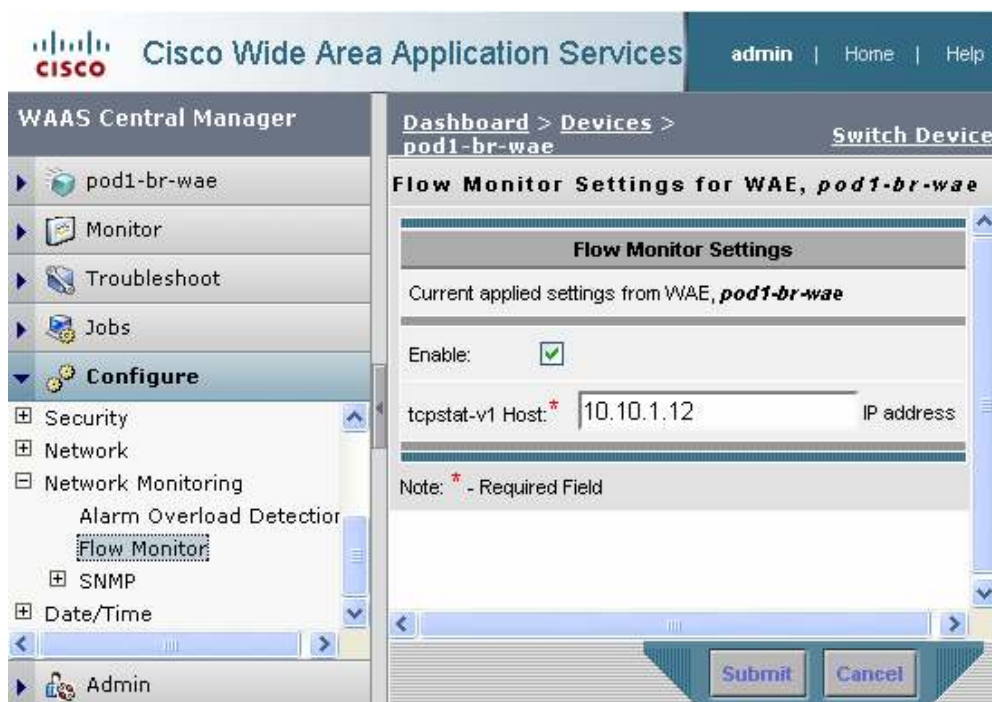 CISCO
Cisco Wide Area Application Services
admin | Home | Help
WAAS Central Manager
Dashboard > Devices >
pod1-br-wae
Switch Device
pod1-br-wae
Monitor
Troubleshoot
Jobs
Configure
Security
Network
Network Monitoring
Alarm Overload Detection
Flow Monitor
SNMP
Date/Time
Admin
Flow Monitor Settings for WAE, pod1-br-wae
Flow Monitor Settings
Current applied settings from WAE, pod1-br-wae
Enable:
tcpstat-v1 Host:* 10.10.1.12 IP address
Note: * - Required Field
Submit Cancel